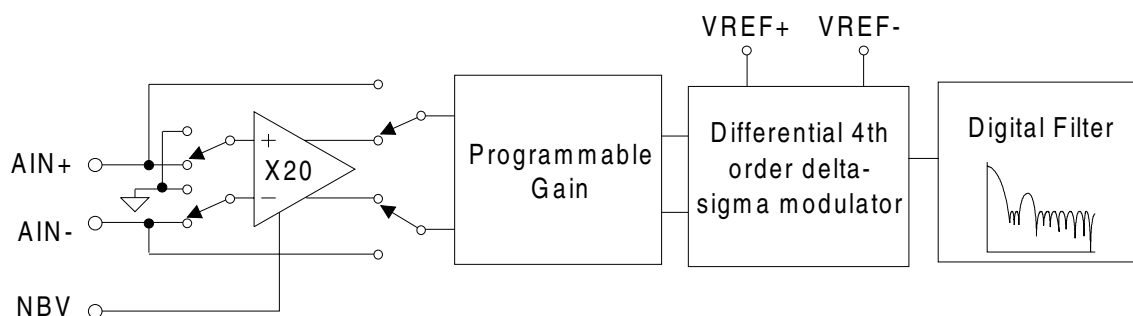 VREF+ VREF-
AIN+
AIN-
NBV
+
X20
−
Programmable
Gain
Differential 4th
order delta-
sigma modulator
Digital Filter